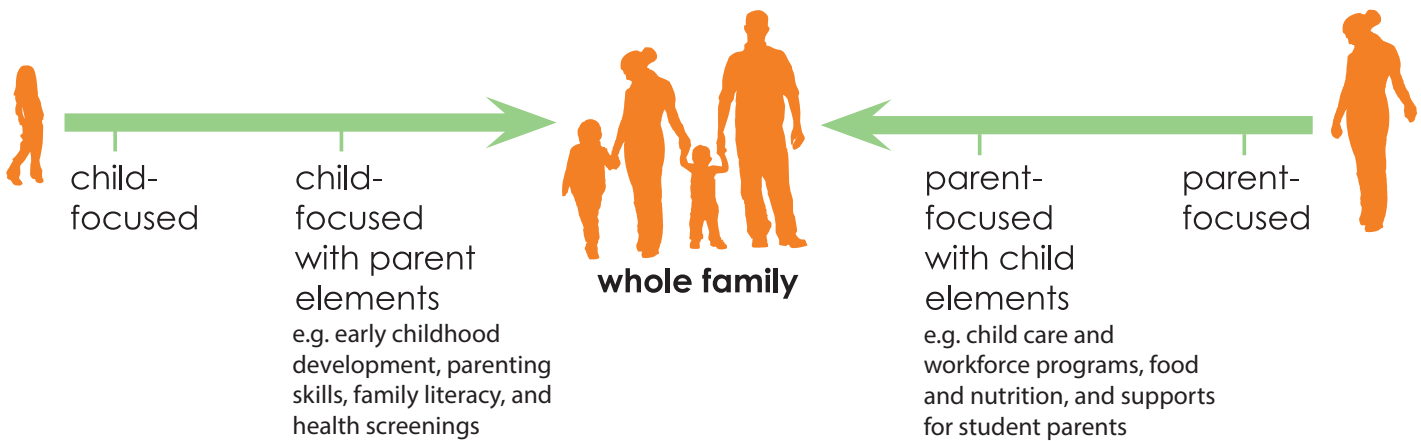 child-
focused
child-
focused
with parent
elements
e.g. early childhood
development, parenting
skills, family literacy, and
health screenings
whole family
parent-
focused
with child
elements
e.g. child care and
workforce programs, food
and nutrition, and supports
for student parents
parent-
focused